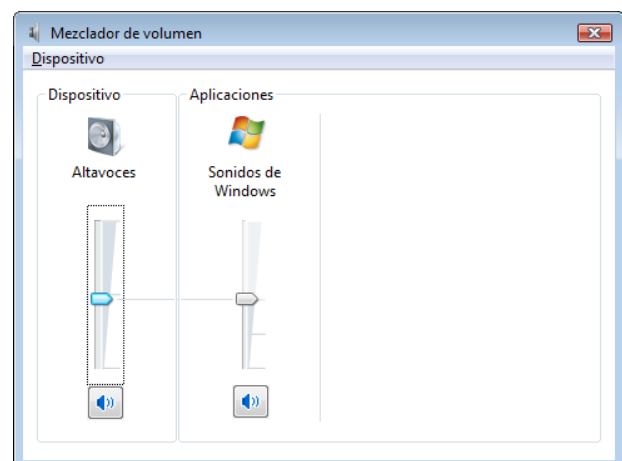 Mezclador de volumen
Dispositivo
Dispositivo
Aplicaciones
Altavoces
Sonidos de
Windows